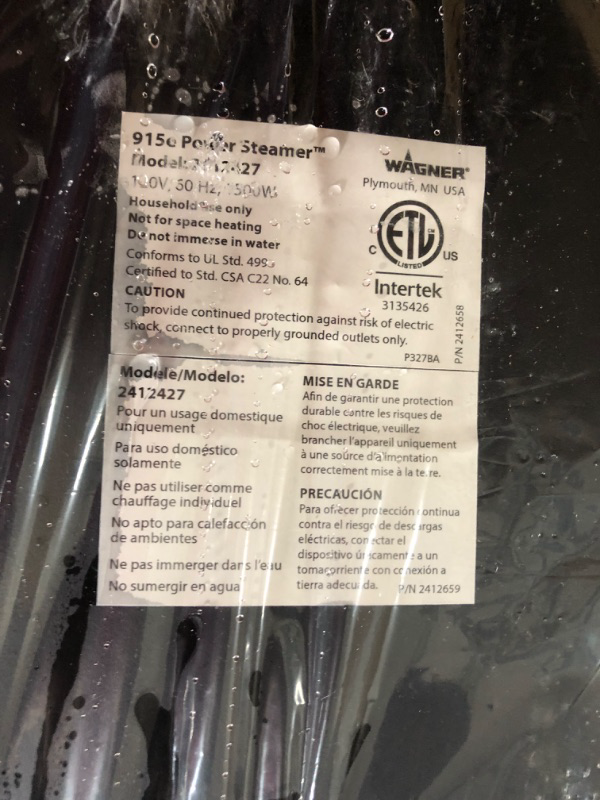 915e Power Steamer™
Model: 2412427
120V, 60 Hz, 1500W
Household use only
Not for space heating
Do not immerse in water
Conforms to UL Std. 499
Certified to Std. CSA C22 No. 64
CAUTION
To provide continued protection against risk of electric
shock, connect to properly grounded outlets only.
WAGNER®
Plymouth, MN USA
ETL CM
LISTED
C US
Intertek
3135426
P327BA
P/N 2412658
Modèle/Modelo:
2412427
Pour un usage domestique
uniquement
Para uso doméstico
solamente
Ne pas utiliser comme
chauffage individuel
No apto para calefacción
de ambientes
Ne pas immerger dans l'eau
No sumergir en agua
MISE EN GARDE
Afin de garantir une protection
durable contre les risques de
choc électrique, veuillez
brancher l'appareil uniquement
à une source d'alimentation
correctement mise à la terre.
PRECAUCIÓN
Para ofrecer protección continua
contra el riesgo de descargas
eléctricas, conectar el
dispositivo únicamente a un
tomacorriente con conexión a
tierra adecuada.
P/N 2412659